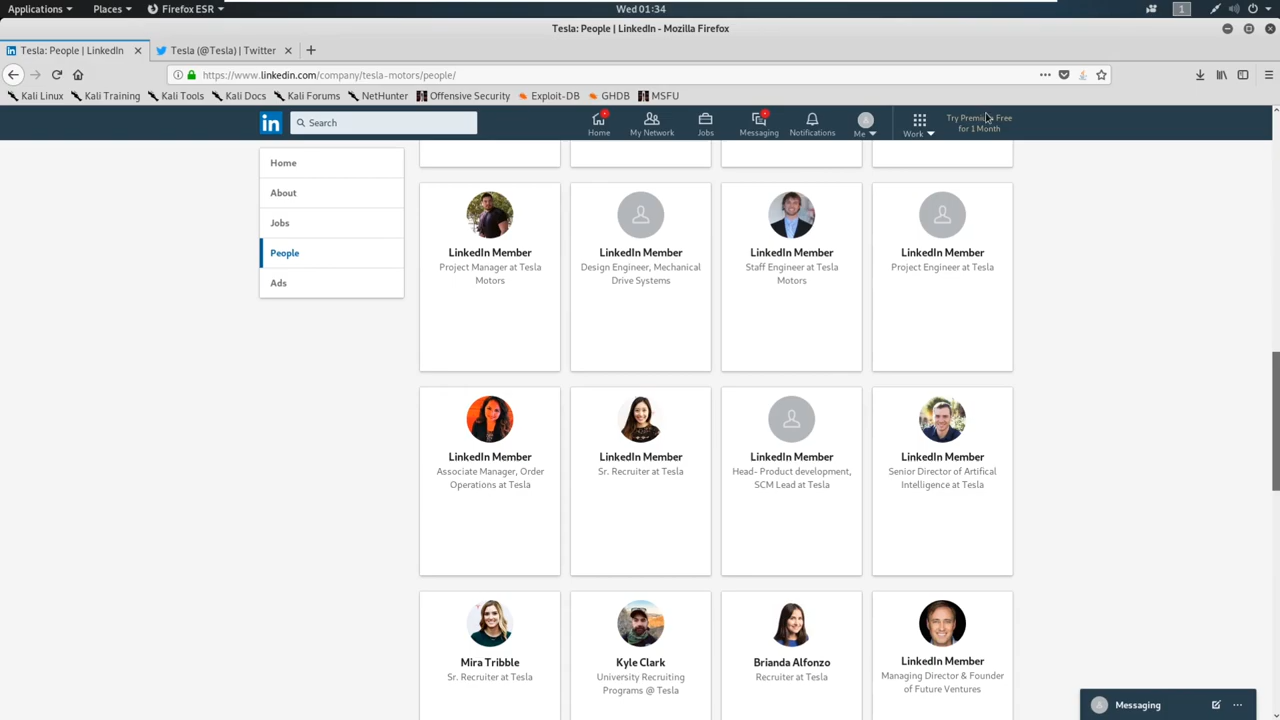 Applications Places Firefox ESR Wed 01:34 1
Tesla: People | LinkedIn - Mozilla Firefox
Tesla: People | LinkedIn Tesla (@Tesla) | Twitter
https://www.linkedin.com/company/tesla-motors/people/
Kali Linux Kali Training Kali Tools Kali Docs Kali Forums NetHunter Offensive Security Exploit-DB GHDB MSFU
in Search Home My Network Jobs Messaging Notifications Me Work Try Premium Free
for 1 Month
Home
About
Jobs
People
Ads
LinkedIn Member
Project Manager at Tesla
Motors
LinkedIn Member
Design Engineer, Mechanical
Drive Systems
LinkedIn Member
Staff Engineer at Tesla
Motors
LinkedIn Member
Project Engineer at Tesla
LinkedIn Member
Associate Manager, Order
Operations at Tesla
LinkedIn Member
Sr. Recruiter at Tesla
LinkedIn Member
Head- Product development,
SCM Lead at Tesla
LinkedIn Member
Senior Director of Artifical
Intelligence at Tesla
Mira Tribble
Sr. Recruiter at Tesla
Kyle Clark
University Recruiting
Programs @ Tesla
Brianda Alfonzo
Recruiter at Tesla
LinkedIn Member
Managing Director & Founder
of Future Ventures
Messaging